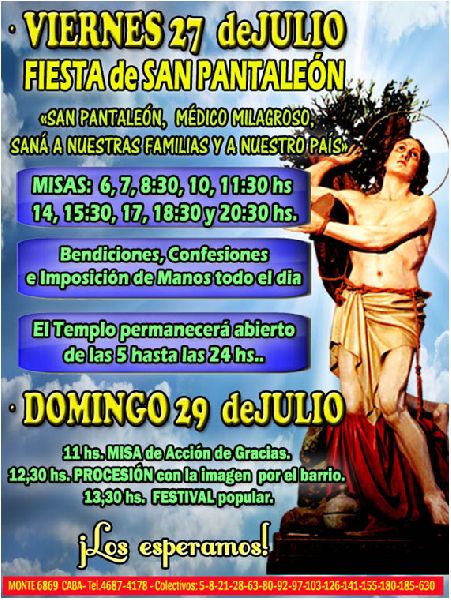 · VIERNES 27 deJULIO
FIESTA de SAN PANTALEÓN
«SAN PANTALEÓN, MÉDICO MILAGROSO,
SANÁ A NUESTRAS FAMILIAS Y A NUESTRO PAÍS»
MISAS: 6, 7, 8:30, 10, 11:30 hs
14, 15:30, 17, 18:30 y 20:30 hs.
Bendiciones, Confesiones
e Imposición de Manos todo el día
El Templo permanecerá abierto
de las 5 hasta las 24 hs..
· DOMINGO 29 deJULIO
11 hs. MISA de Acción de Gracias.
12,30 hs. PROCESIÓN con la imagen por el barrio.
13,30 hs. FESTIVAL popular.
¡Los esperamos!
MONTE 6869 CABA- Tel.4687-4178 - Colectivos: 5-8-21-28-63-80-92-97-103-126-141-155-180-185-630